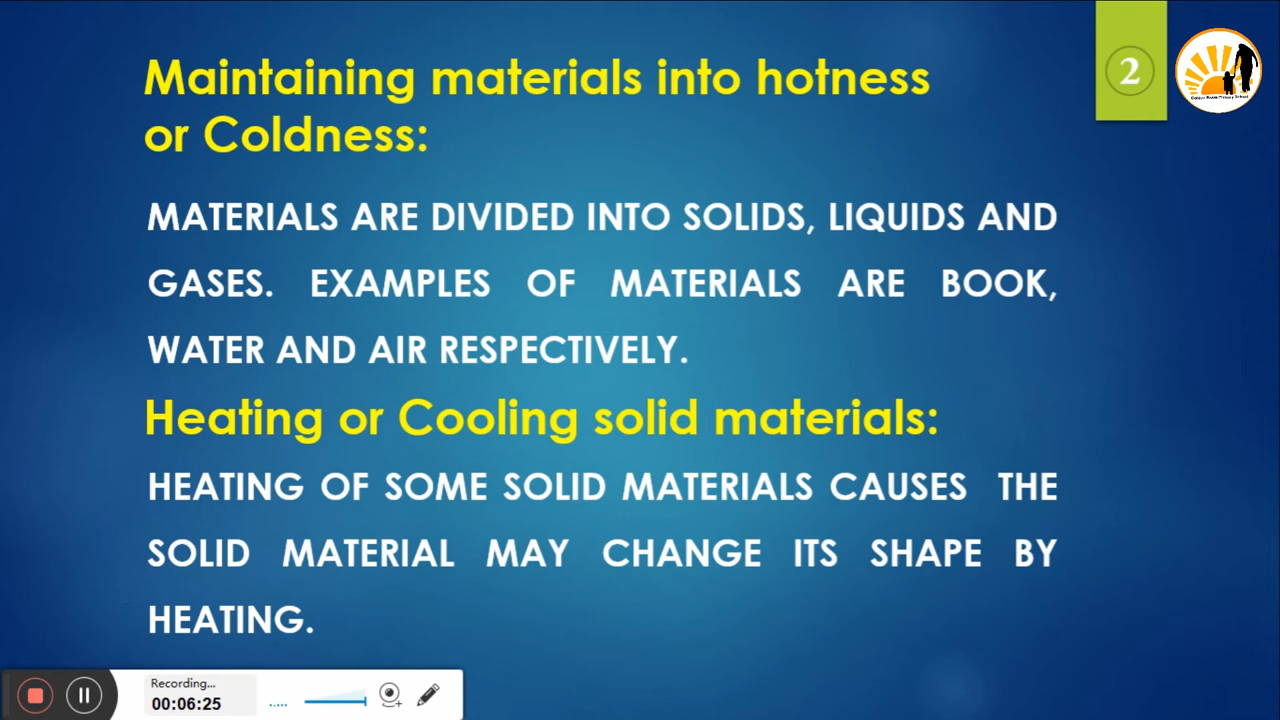 Maintaining materials into hotness
or Coldness:
2
MATERIALS ARE DIVIDED INTO SOLIDS, LIQUIDS AND
GASES. EXAMPLES OF MATERIALS ARE BOOK,
WATER AND AIR RESPECTIVELY.
Heating or Cooling solid materials:
HEATING OF SOME SOLID MATERIALS CAUSES THE
SOLID MATERIAL MAY CHANGE ITS SHAPE BY
HEATING.
Recording...
00:06:25